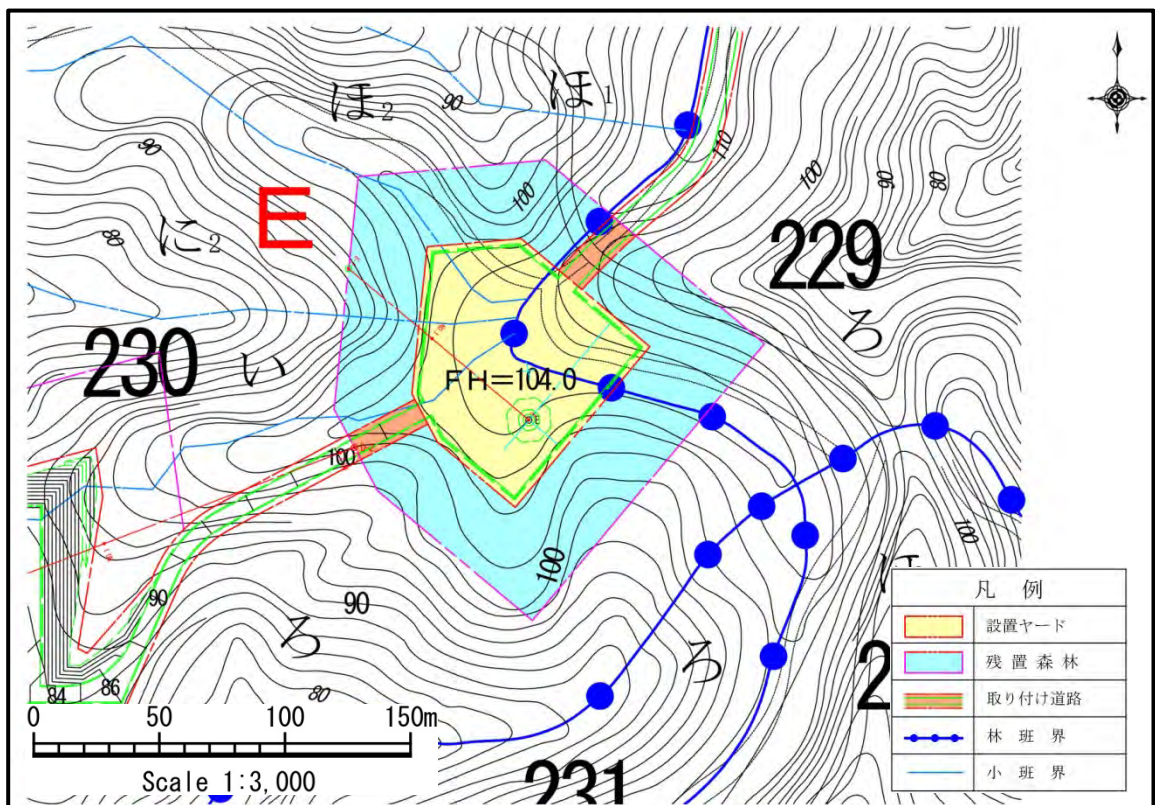 ほ2
ほ1
90
110
90
100
100
90
80
E
に2
80
229
ろ
230
い
FH=104.0
100
100
100
90
90
ろ
ろ
80
84
86
231
0 50 100 150m
Scale 1:3,000
凡 例
設置ヤード
残 置 森 林
取り付け道路
林 班 界
小 班 界